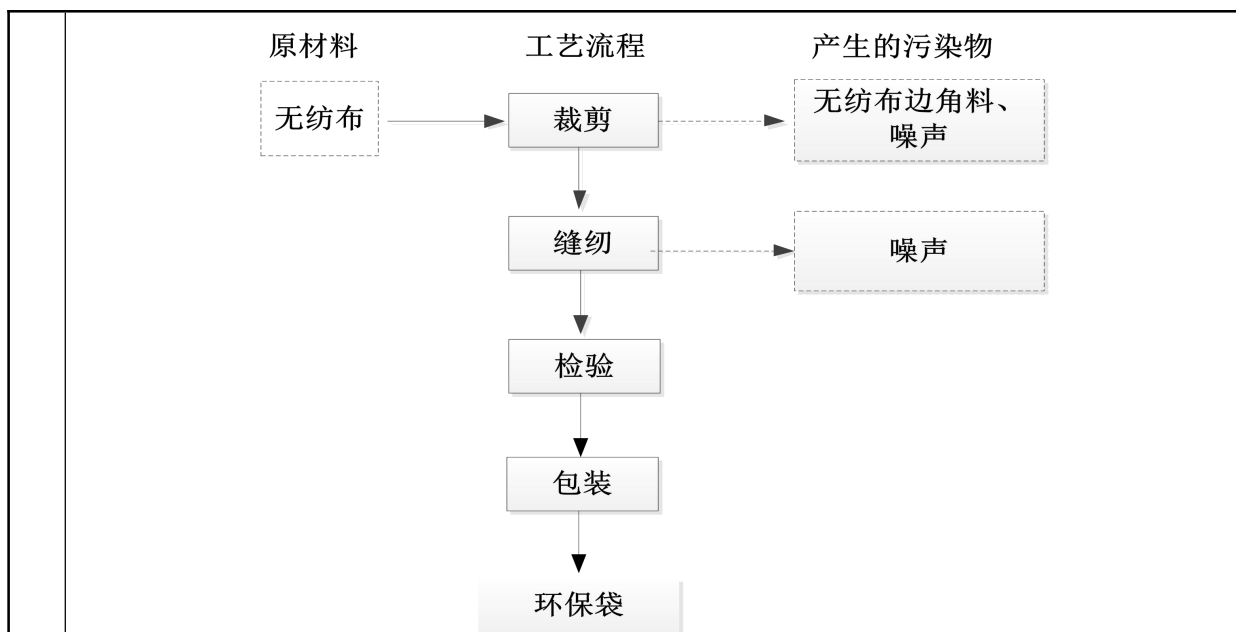 原材料
工艺流程
产生的污染物
无纺布
裁剪
无纺布边角料、
噪声
缝纫
噪声
检验
包装
环保袋